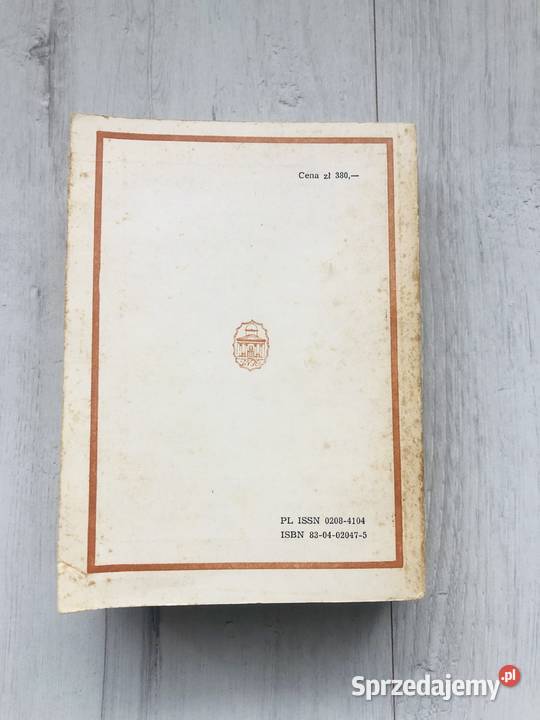 Cena zł 380,—
PL ISSN 0208-4104
ISBN 83-04-02047-5
Sprzedajemy.pl